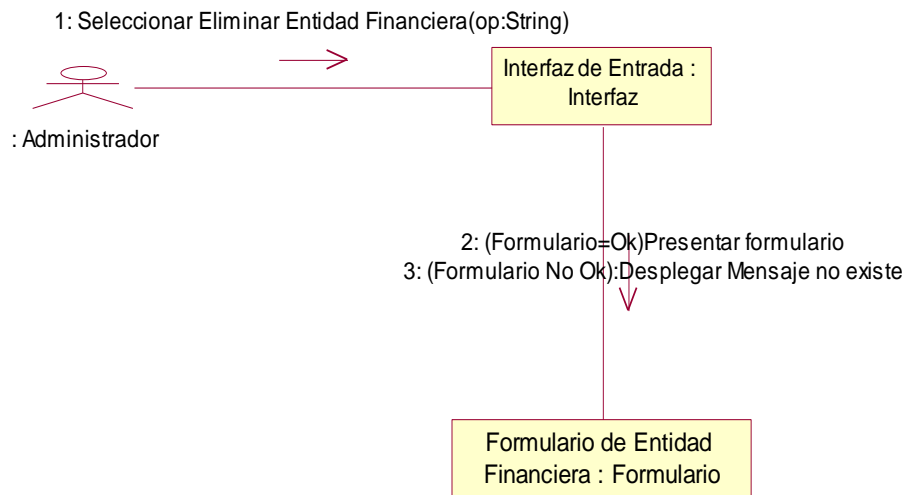 1: Seleccionar Eliminar Entidad Financiera(op:String)
Interfaz de Entrada :
Interfaz
: Administrador
2: (Formulario=Ok)Presentar formulario
3: (Formulario No Ok):Desplegar Mensaje no existe
Formulario de Entidad
Financiera : Formulario